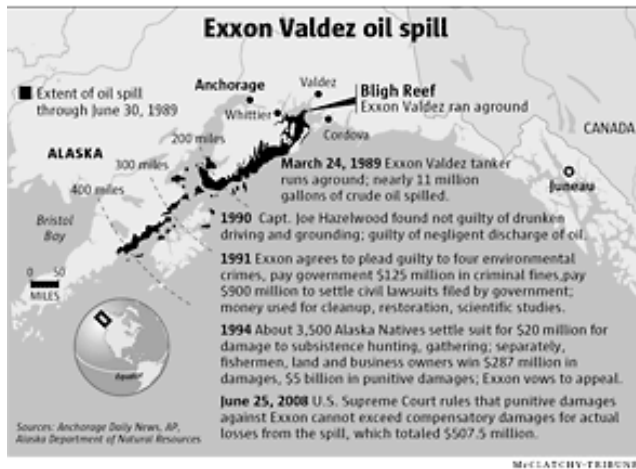 Exxon Valdez oil spill
Extent of oil spill
through June 30, 1989
Anchorage
Valdez
Whittier
Bligh Reef
Exxon Valdez ran aground
Cordova
CANADA
200 miles
ALASKA
300 miles
400 miles
Juneau
March 24, 1989 Exxon Valdez tanker
runs aground; nearly 11 million
gallons of crude oil spilled.
Bristol
Bay
1990 Capt. Joe Hazelwood found not guilty of drunken
driving and grounding; guilty of negligent discharge of oil.
1991 Exxon agrees to plead guilty to four environmental
crimes, pay government $125 million in criminal fines,pay
$900 million to settle civil lawsuits filed by government;
money used for cleanup, restoration, scientific studies.
0 50
MILES
1994 About 3,500 Alaska Natives settle suit for $20 million for
damage to subsistence hunting, gathering; separately,
fishermen, land and business owners win $287 million in
damages, $5 billion in punitive damages; Exxon vows to appeal.
Equator
June 25, 2008 U.S. Supreme Court rules that punitive damages
against Exxon cannot exceed compensatory damages for actual
losses from the spill, which totaled $507.5 million.
Sources: Anchorage Daily News, AP,
Alaska Department of Natural Resources
McCLATCHY-TRIBUNE